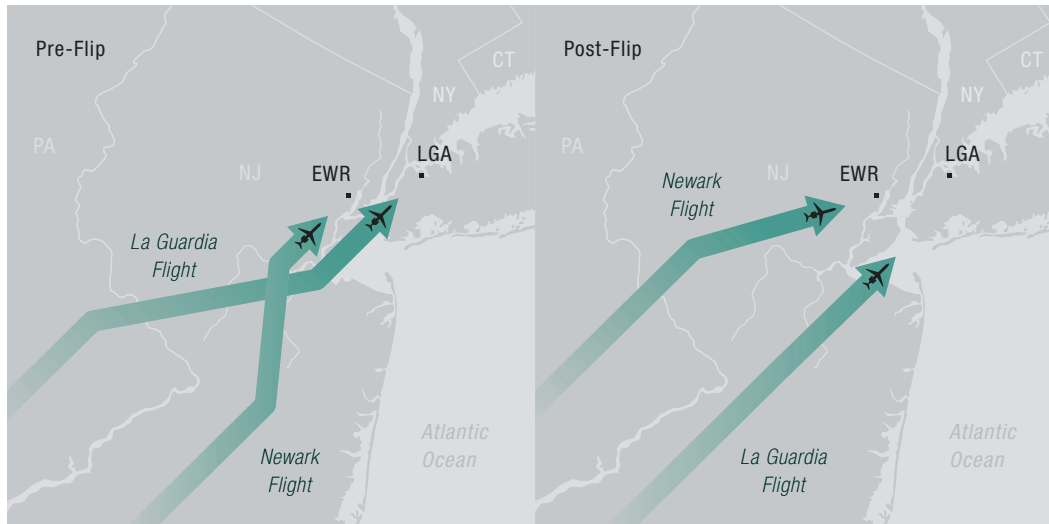 Pre-Flip
CT
NY
PA
NJ
LGA
EWR
La Guardia
Flight
Newark
Flight
Atlantic
Ocean
Post-Flip
CT
NY
PA
NJ
LGA
EWR
Newark
Flight
La Guardia
Flight
Atlantic
Ocean